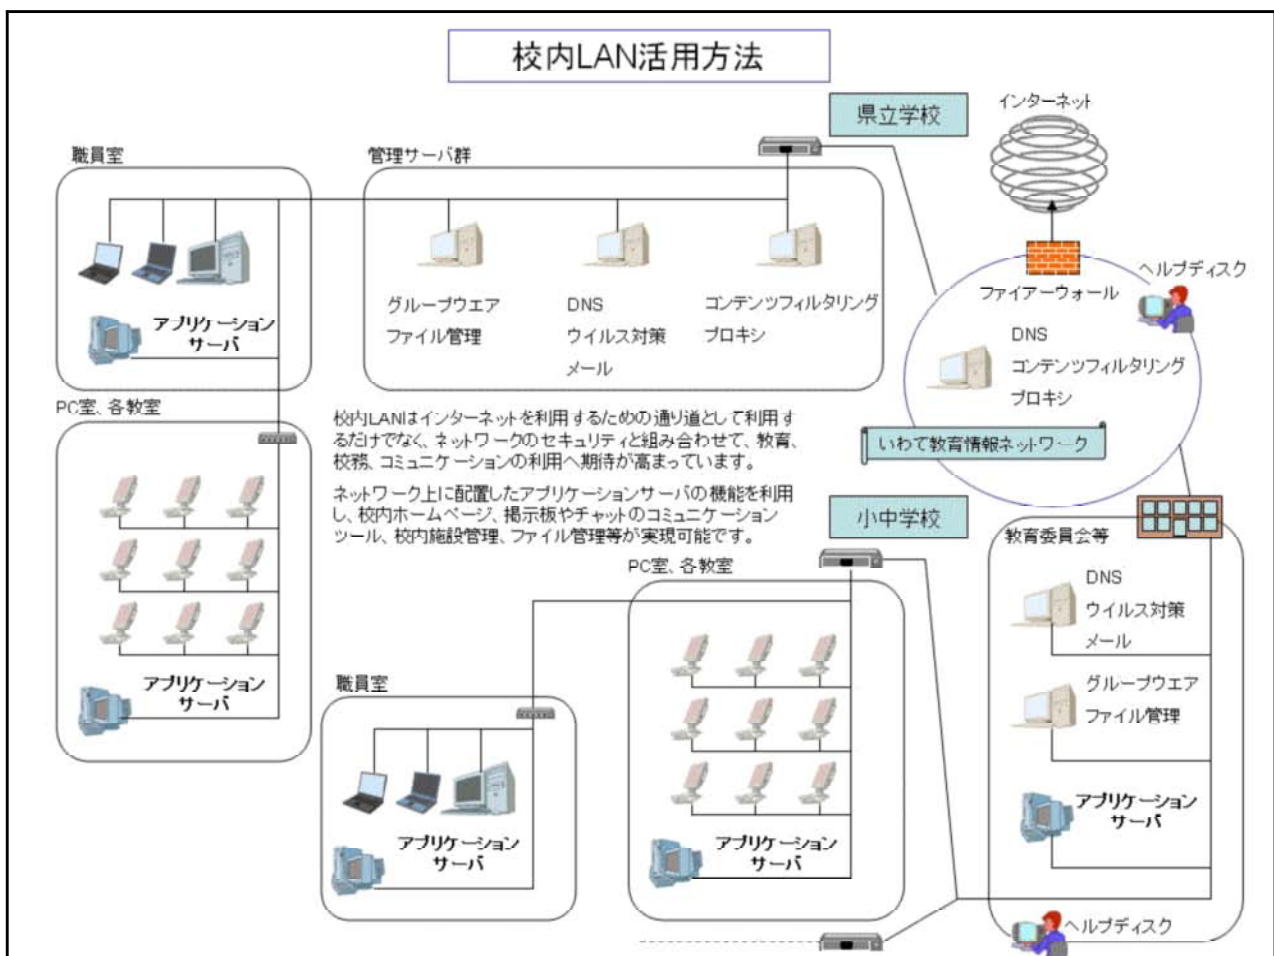 校内LAN活用方法
県立学校
インターネット
職員室
管理サーバ群
グループウエア
ファイル管理
DNS
ウイルス対策
メール
コンテンツフィルタリング
プロキシ
アプリケーション
サーバ
ファイアーウォール
ヘルプディスク
DNS
コンテンツフィルタリング
プロキシ
いわて教育情報ネットワーク
PC室、各教室
アプリケーション
サーバ
校内LANはインターネットを利用するための通り道として利用す
るだけでなく、ネットワークのセキュリティと組み合わせて、教育、
校務、コミュニケーションの利用へ期待が高まっています。
ネットワーク上に配置したアプリケーションサーバの機能を利用
し、校内ホームページ、掲示板やチャットのコミュニケーション
ツール、校内施設管理、ファイル管理等が実現可能です。
小中学校
PC室、各教室
アプリケーション
サーバ
職員室
アプリケーション
サーバ
教育委員会等
DNS
ウイルス対策
メール
グループウエア
ファイル管理
アプリケーション
サーバ
ヘルプディスク